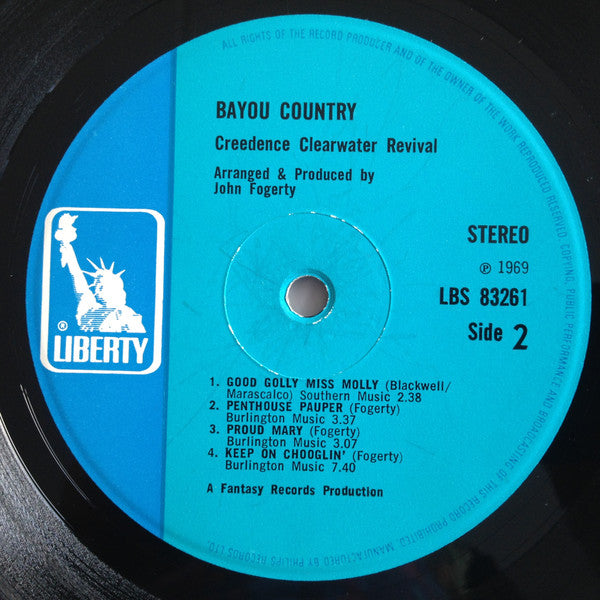 ALL RIGHTS OF THE RECORD PRODUCER AND OF THE OWNER OF THE WORK REPRODUCED RESERVED. COPYING, PUBLIC PERFORMANCE AND BROADCASTING OF THIS RECORD PROHIBITED. MANUFACTURED BY PHILIPS RECORDS LTD.
BAYOU COUNTRY
Creedence Clearwater Revival
Arranged & Produced by
John Fogerty
STEREO
℗ 1969
LBS 83261
Side 2
®
LIBERTY
1. GOOD GOLLY MISS MOLLY (Blackwell/
Marascalco) Southern Music 2.38
2. PENTHOUSE PAUPER (Fogerty)
Burlington Music 3.37
3. PROUD MARY (Fogerty)
Burlington Music 3.07
4. KEEP ON CHOOGLIN' (Fogerty)
Burlington Music 7.40
A Fantasy Records Production